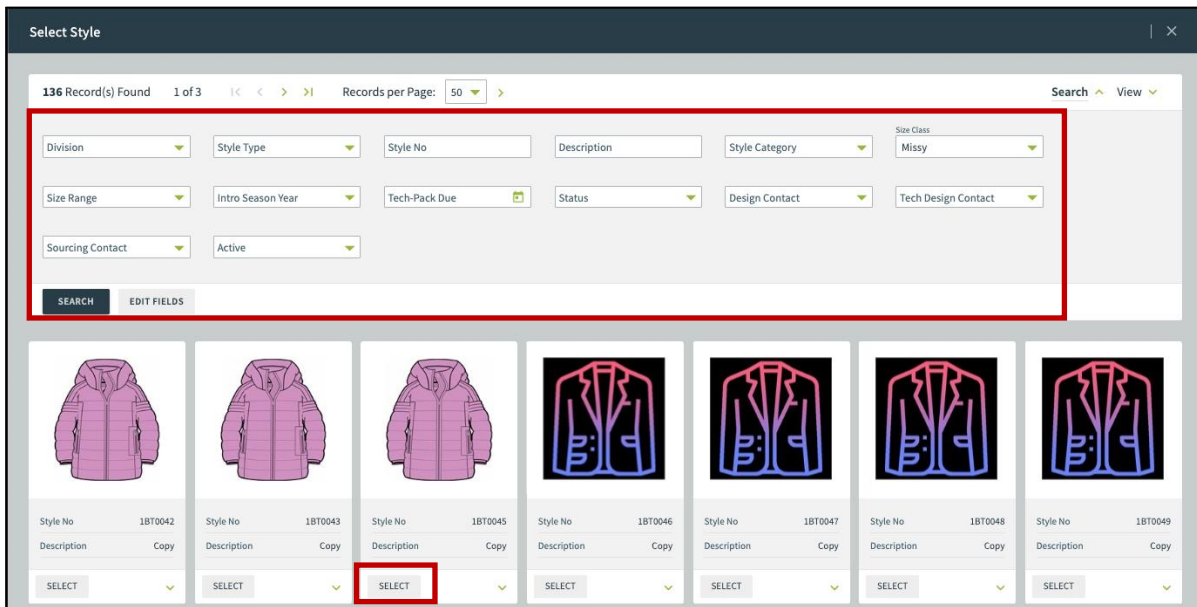 Select Style
136 Record(s) Found 1 of 3 Records per Page: 50 Search View
Size Class
Division Style Type Style No Description Style Category Missy
Size Range Intro Season Year Tech-Pack Due Status Design Contact Tech Design Contact
Sourcing Contact Active
SEARCH EDIT FIELDS
Style No 1BT0042 Style No 1BT0043 Style No 1BT0045 Style No 1BT0046 Style No 1BT0047 Style No 1BT0048 Style No 1BT0049
Description Copy Description Copy Description Copy Description Copy Description Copy Description Copy Description Copy
SELECT SELECT SELECT SELECT SELECT SELECT SELECT